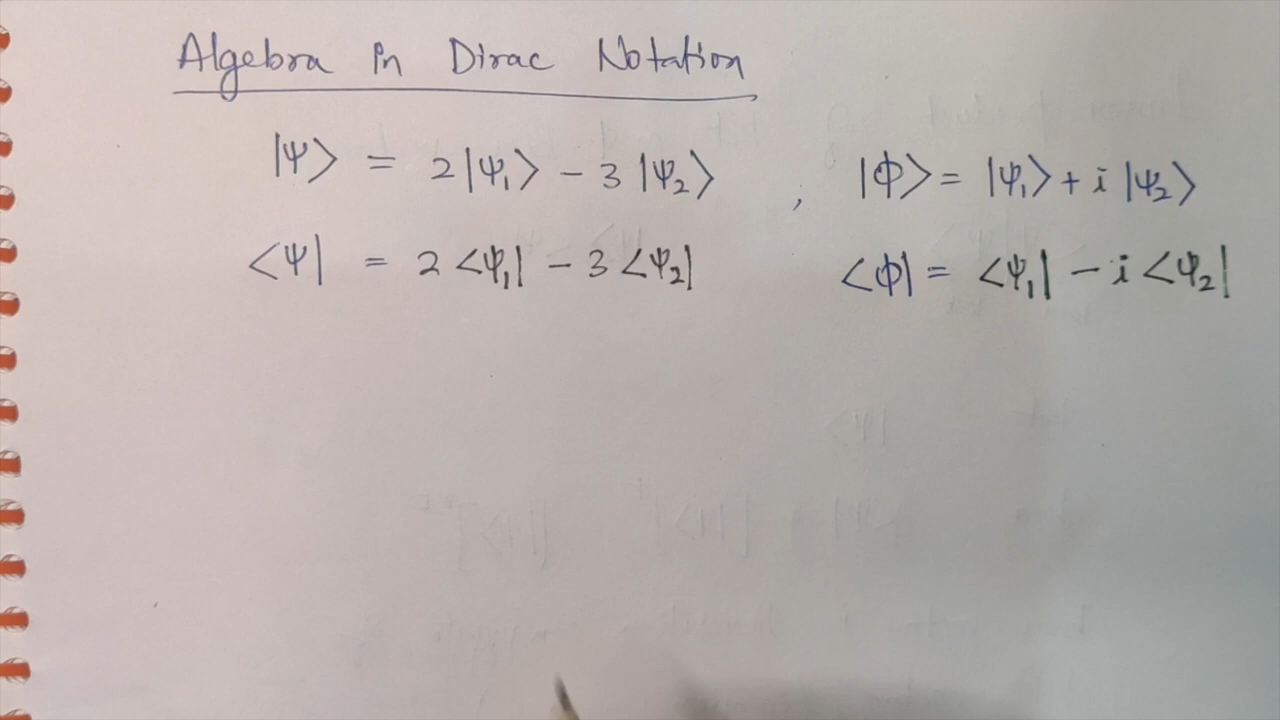 Algebra in Dirac Notation
|ψ⟩ = 2|ψ₁⟩ - 3|ψ₂⟩ , |ϕ⟩ = |ψ₁⟩ + i|ψ₂⟩
<ψ| = 2<ψ₁| - 3<ψ₂| <ϕ| = <ψ₁| - i<ψ₂|